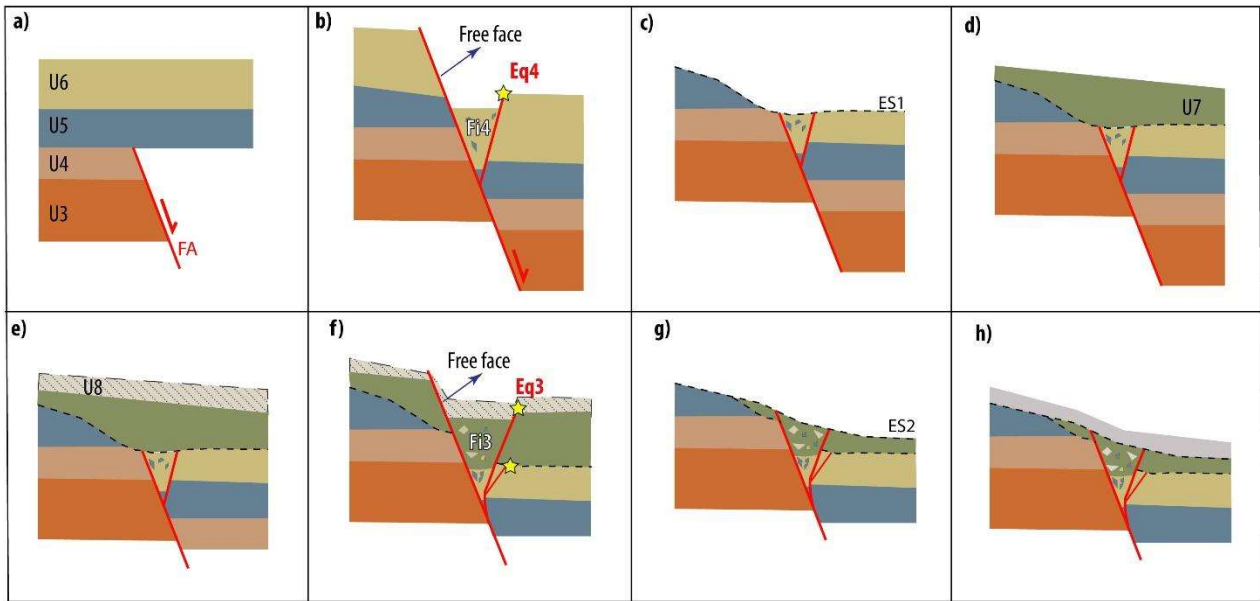 a)
U6
U5
U4
U3
FA
b)
Free face
Eq4
Fi4
c)
ES1
d)
U7
e)
U8
f)
Free face
Eq3
Fi3
g)
ES2
h)